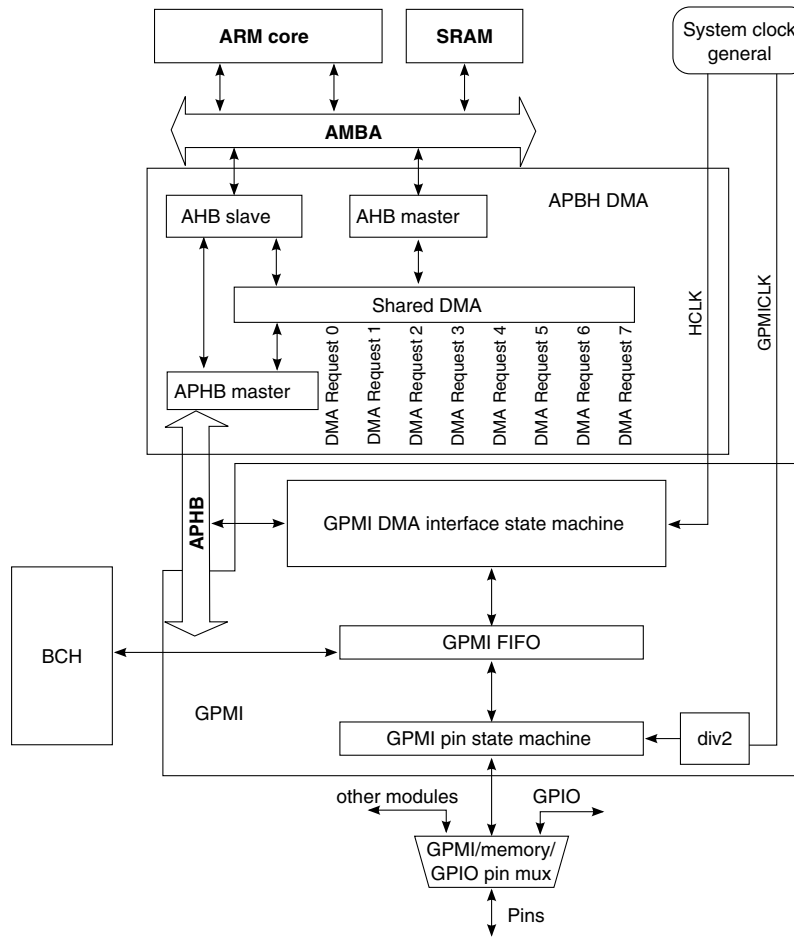 ARM core
SRAM
System clock
general
AMBA
APBH DMA
AHB slave
AHB master
Shared DMA
HCLK
GPMICLK
DMA Request 0
DMA Request 1
DMA Request 2
DMA Request 3
DMA Request 4
DMA Request 5
DMA Request 6
DMA Request 7
APHB master
APHB
GPMI DMA interface state machine
BCH
GPMI FIFO
GPMI
GPMI pin state machine
div2
other modules
GPIO
GPMI/memory/
GPIO pin mux
Pins